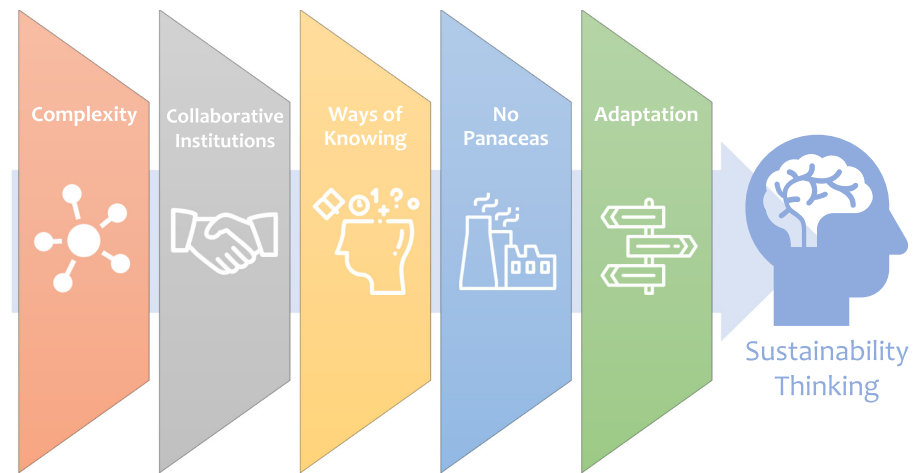 Complexity
Collaborative
Institutions
Ways of
Knowing
No
Panaceas
Adaptation
Sustainability
Thinking